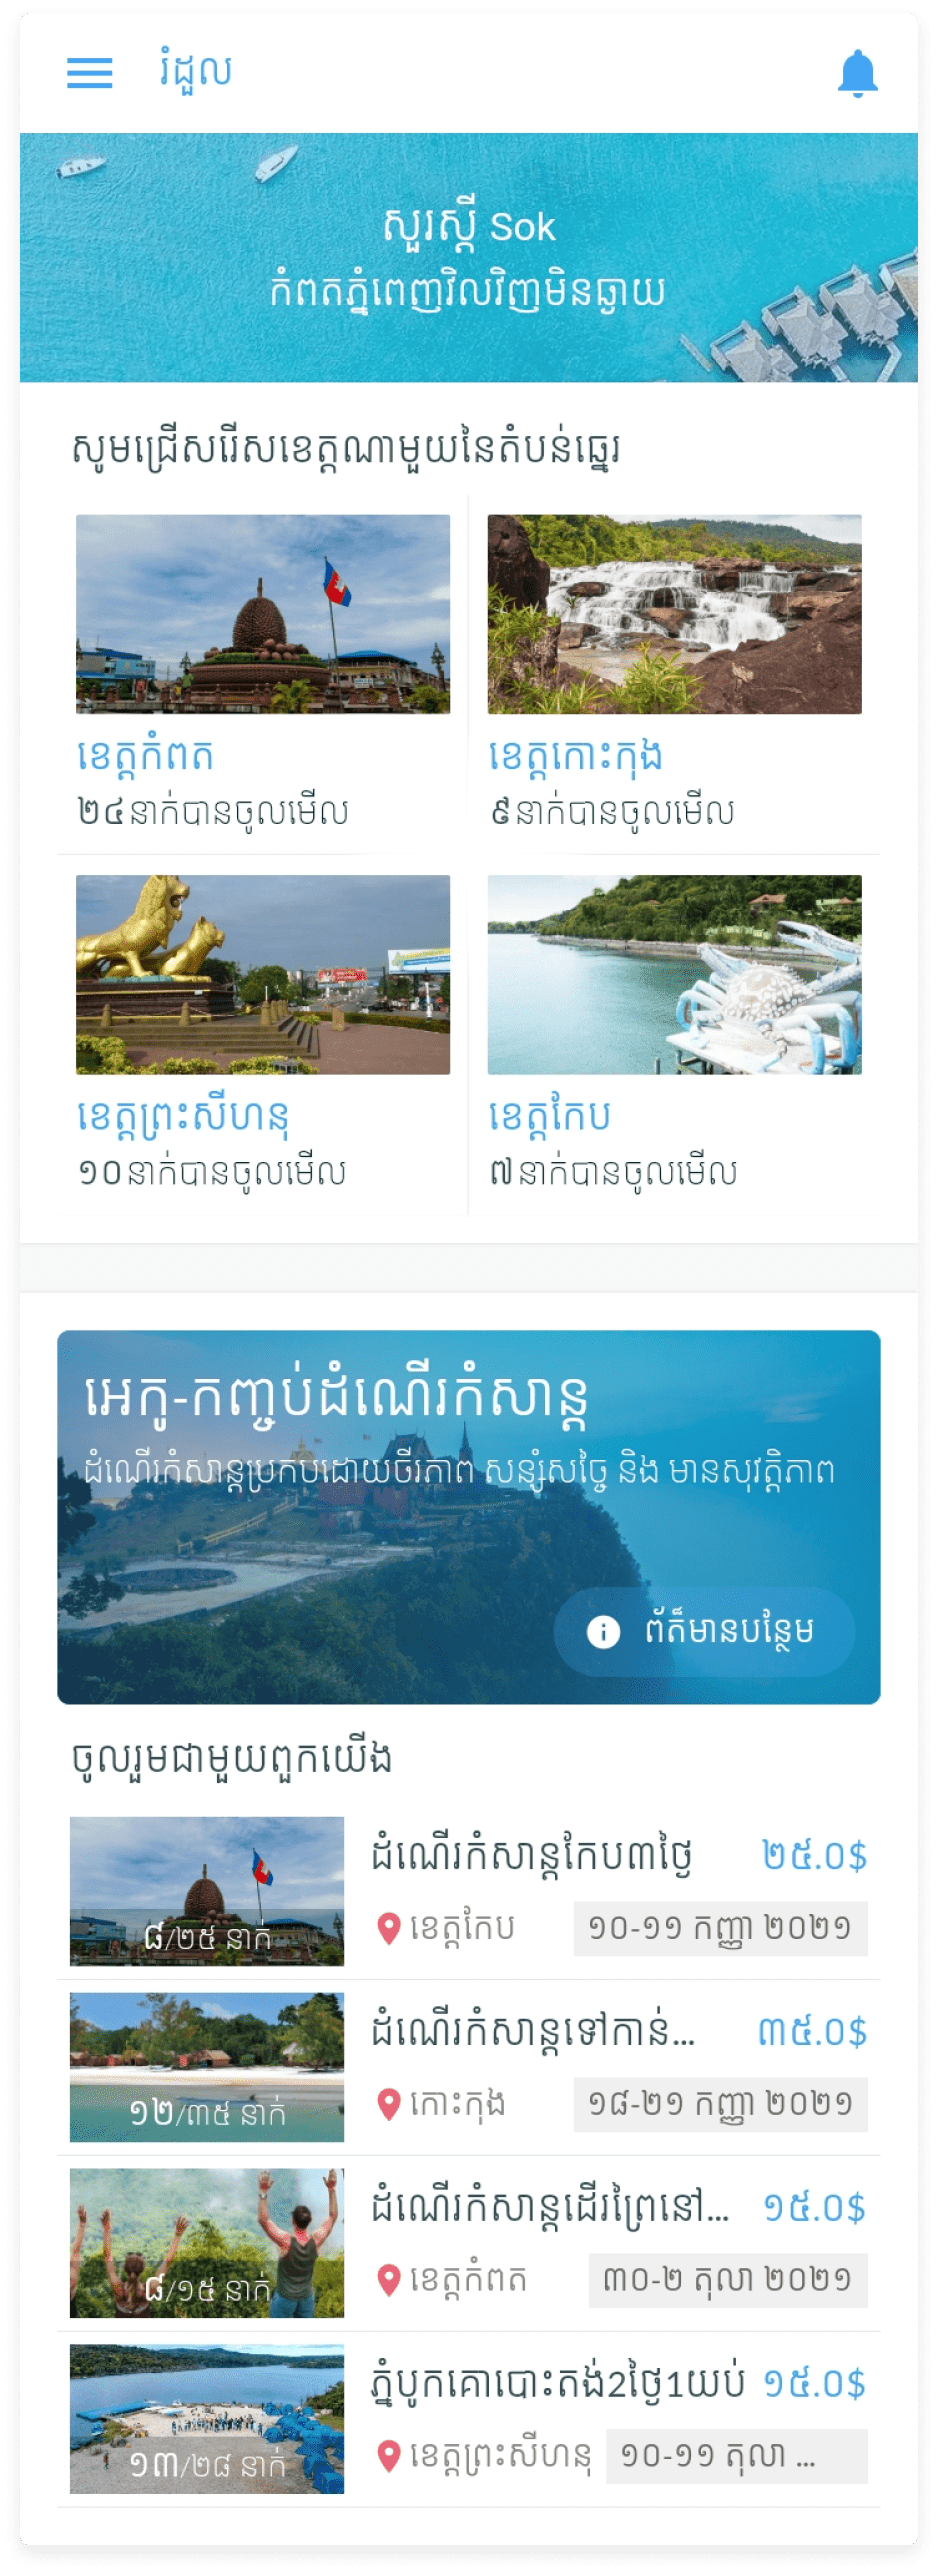 រំដួល
សួរស្ដី Sok
កំពតភ្នំពេញវិលវិញមិនឆ្ងាយ
សូមជ្រើសរើសខេត្តណាមួយនៃតំបន់ឆ្នេរ
ខេត្តកំពត
២៤នាក់បានចូលមើល
ខេត្តកោះកុង
៩នាក់បានចូលមើល
ខេត្តព្រះសីហនុ
១០នាក់បានចូលមើល
ខេត្តកែប
៧នាក់បានចូលមើល
អេកូ-កញ្ចប់ដំណើរកំសាន្ត
ដំណើរកំសាន្តប្រកបដោយចីរភាព សន្សំសច្ចៃ និង មានសុវត្តិភាព
ព័ត៌មានបន្ថែម
ចូលរួមជាមួយពួកយើង
ដំណើរកំសាន្តកែប៣ថ្ងៃ
២៥.០$
៨/២៥ នាក់
ខេត្តកែប
១០-១១ កញ្ញា ២០២១
ដំណើរកំសាន្តទៅកាន់...
៣៥.០$
១២/៣៥ នាក់
កោះកុង
១៨-២១ កញ្ញា ២០២១
ដំណើរកំសាន្តដើរព្រៃនៅ...
១៥.០$
៨/១៥ នាក់
ខេត្តកំពត
៣០-២ តុលា ២០២១
ភ្នំបូកគោបោះតង់2ថ្ងៃ1យប់
១៥.០$
១៣/២៨ នាក់
ខេត្តព្រះសីហនុ
១០-១១ តុលា ...